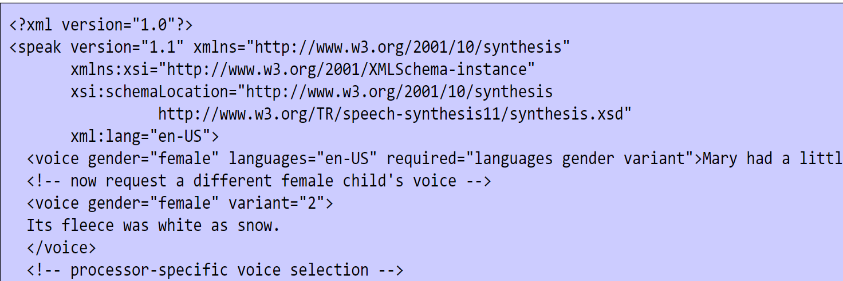 <?xml version="1.0"?>
<speak version="1.1" xmlns="http://www.w3.org/2001/10/synthesis"
xmlns:xsi="http://www.w3.org/2001/XMLSchema-instance"
xsi:schemaLocation="http://www.w3.org/2001/10/synthesis
http://www.w3.org/TR/speech-synthesis11/synthesis.xsd"
xml:lang="en-US">
<voice gender="female" languages="en-US" required="languages gender variant">Mary had a littl
<!-- now request a different female child's voice -->
<voice gender="female" variant="2">
Its fleece was white as snow.
</voice>
<!-- processor-specific voice selection -->